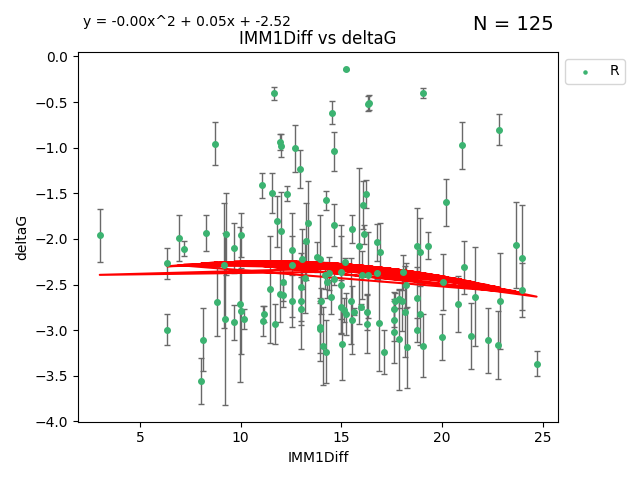 y = -0.00x^2 + 0.05x + -2.52
N = 125
IMM1Diff vs deltaG
R
0.0
−0.5
−1.0
−1.5
−2.0
−2.5
−3.0
−3.5
−4.0
deltaG
5 10 15 20 25
IMM1Diff